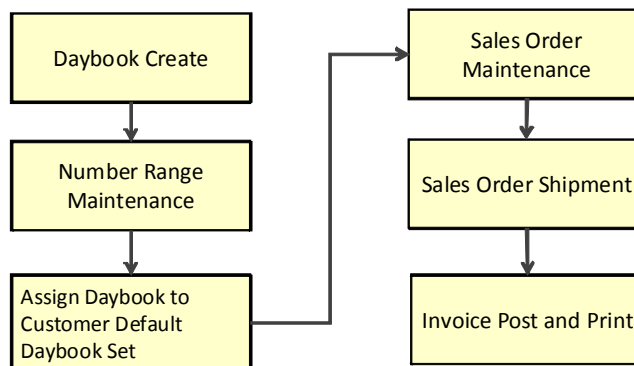 Daybook Create
Number Range
Maintenance
Assign Daybook to
Customer Default
Daybook Set
Sales Order
Maintenance
Sales Order Shipment
Invoice Post and Print